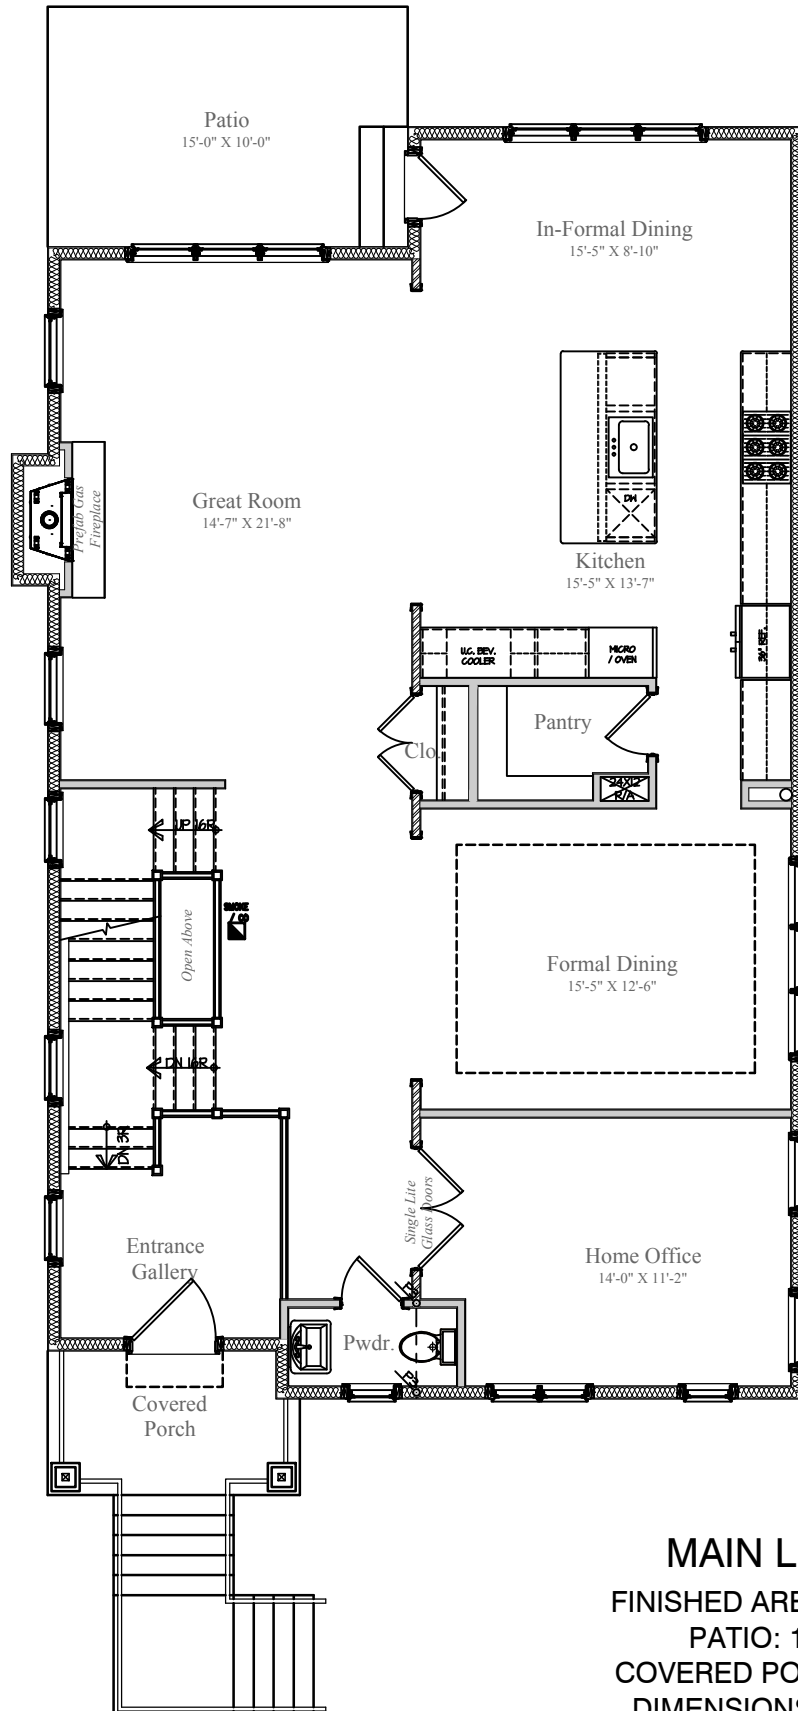 Patio
15'-0" X 10'-0"
In-Formal Dining
15'-5" X 8'-10"
Great Room
14'-7" X 21'-8"
Prefab Gas
Fireplace
DW
Kitchen
15'-5" X 13'-7"
U.C. BEV.
COOLER
MICRO
/ OVEN
36" REF.
Clo.
Pantry
24X12
R/A
UP 16R
Open Above
SMOKE
/ CO
Formal Dining
15'-5" X 12'-6"
DN 16R
DN 3R
Single Lite
Glass Doors
Entrance
Gallery
Home Office
14'-0" X 11'-2"
Pwdr.
Covered
Porch
MAIN L
FINISHED ARE
PATIO: 1
COVERED PO
DIMENSIONS